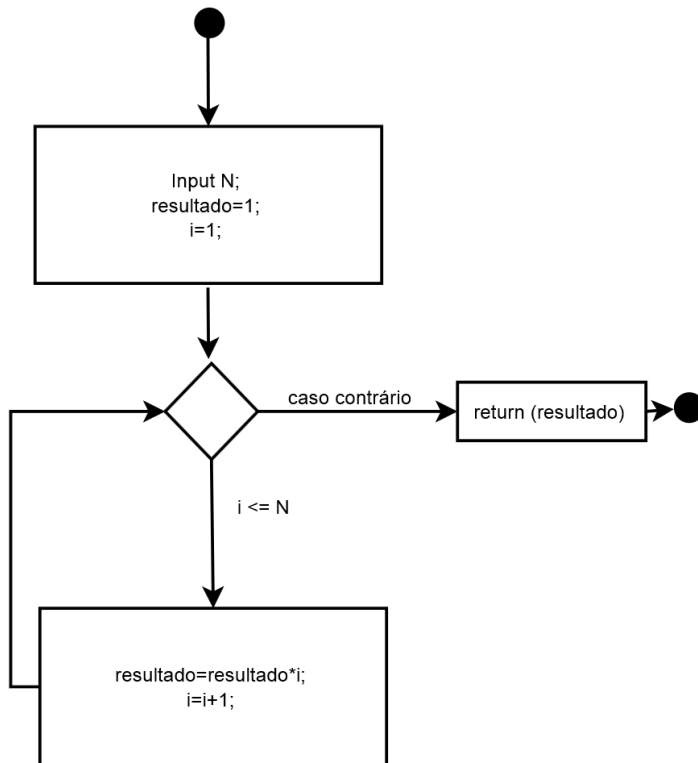 Input N;
resultado=1;
i=1;
caso contrário
return (resultado)
i <= N
resultado=resultado*i;
i=i+1;